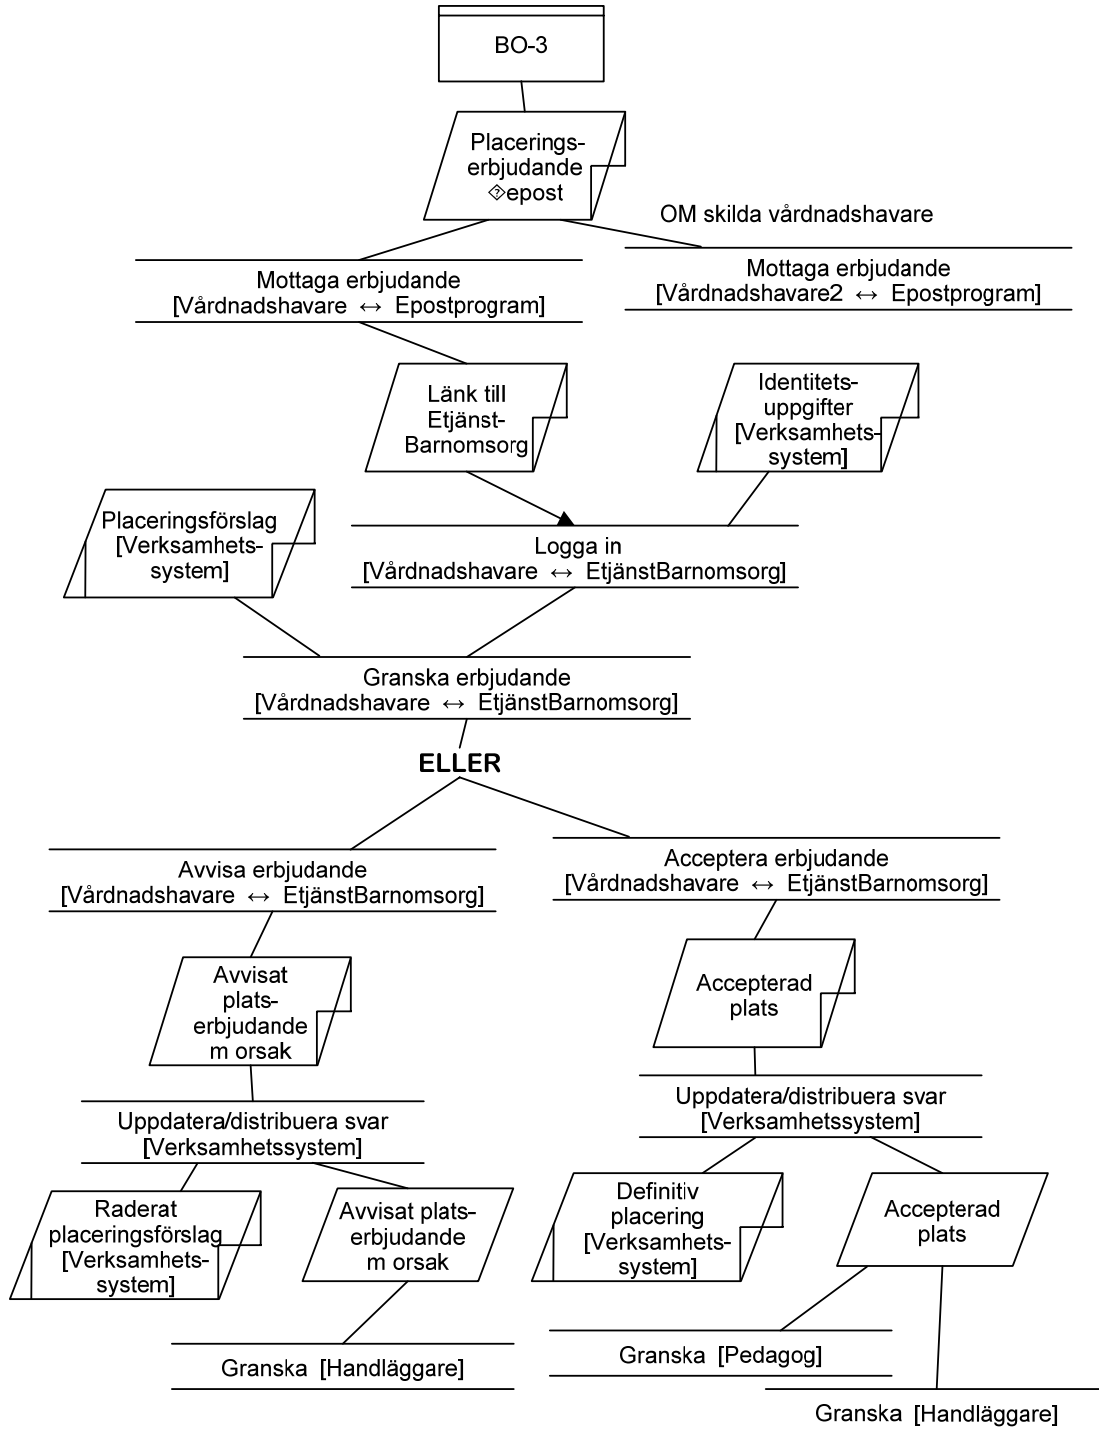 BO-3
Placerings-
erbjudande
epost
OM skilda vårdnadshavare
Mottaga erbjudande
[Vårdnadshavare ↔ Epostprogram]
Mottaga erbjudande
[Vårdnadshavare2 ↔ Epostprogram]
Länk till
Etjänst-
Barnomsorg
Identitets-
uppgifter
[Verksamhets-
system]
Placeringsförslag
[Verksamhets-
system]
Logga in
[Vårdnadshavare ↔ EtjänstBarnomsorg]
Granska erbjudande
[Vårdnadshavare ↔ EtjänstBarnomsorg]
ELLER
Avvisa erbjudande
[Vårdnadshavare ↔ EtjänstBarnomsorg]
Acceptera erbjudande
[Vårdnadshavare ↔ EtjänstBarnomsorg]
Avvisat
plats-
erbjudande
m orsak
Accepterad
plats
Uppdatera/distribuera svar
[Verksamhetssystem]
Uppdatera/distribuera svar
[Verksamhetssystem]
Raderat
placeringsförslag
[Verksamhets-
system]
Avvisat plats-
erbjudande
m orsak
Definitiv
placering
[Verksamhets-
system]
Accepterad
plats
Granska [Handläggare]
Granska [Pedagog]
Granska [Handläggare]